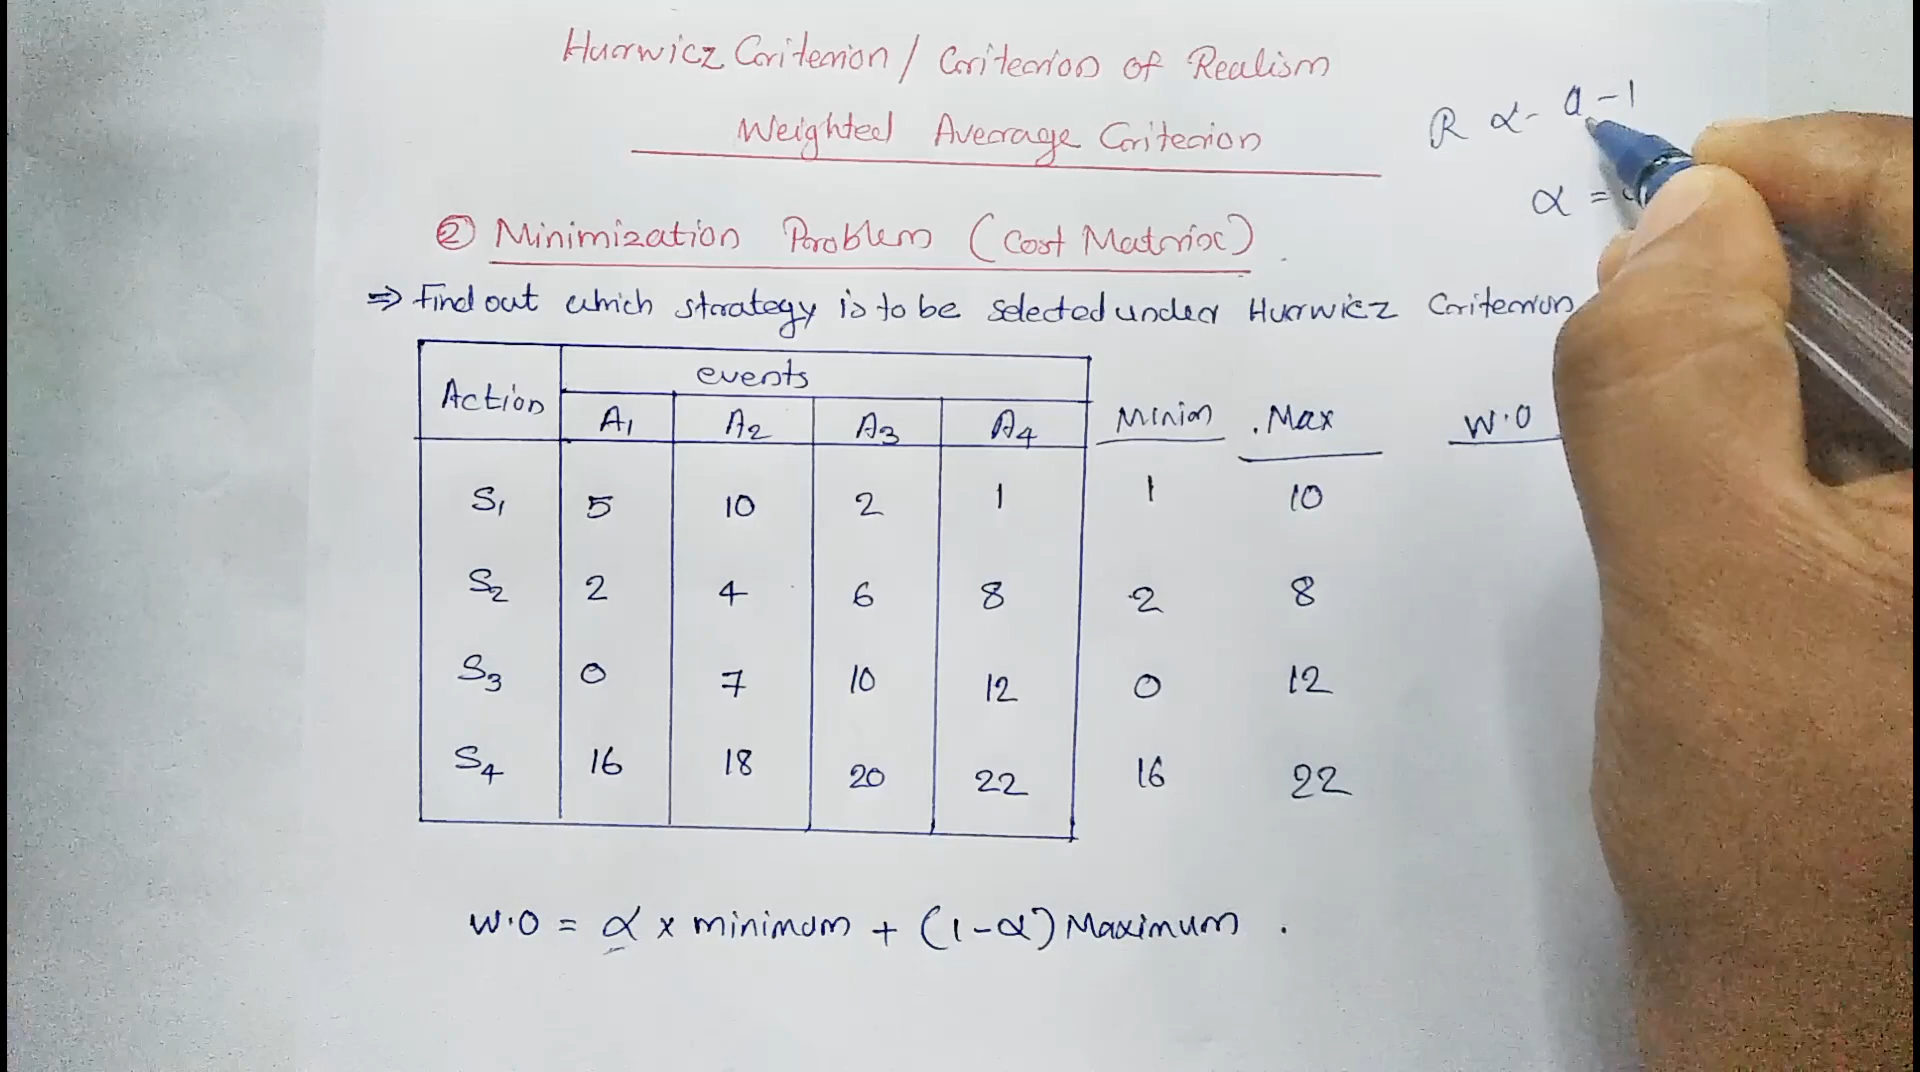 Hurwicz Criterion / Criterion of Realism
Weighted Average Criterion
R α - 0 - 1
α =
② Minimization Problem (Cost Matrix)
⇒ Find out which strategy is to be selected under Hurwicz Criterion
Action events Minim Max W.O
A1 A2 A3 A4
S1 5 10 2 1 1 10
S2 2 4 6 8 2 8
S3 0 7 10 12 0 12
S4 16 18 20 22 16 22
W.O = α x minimum + (1-α) Maximum .